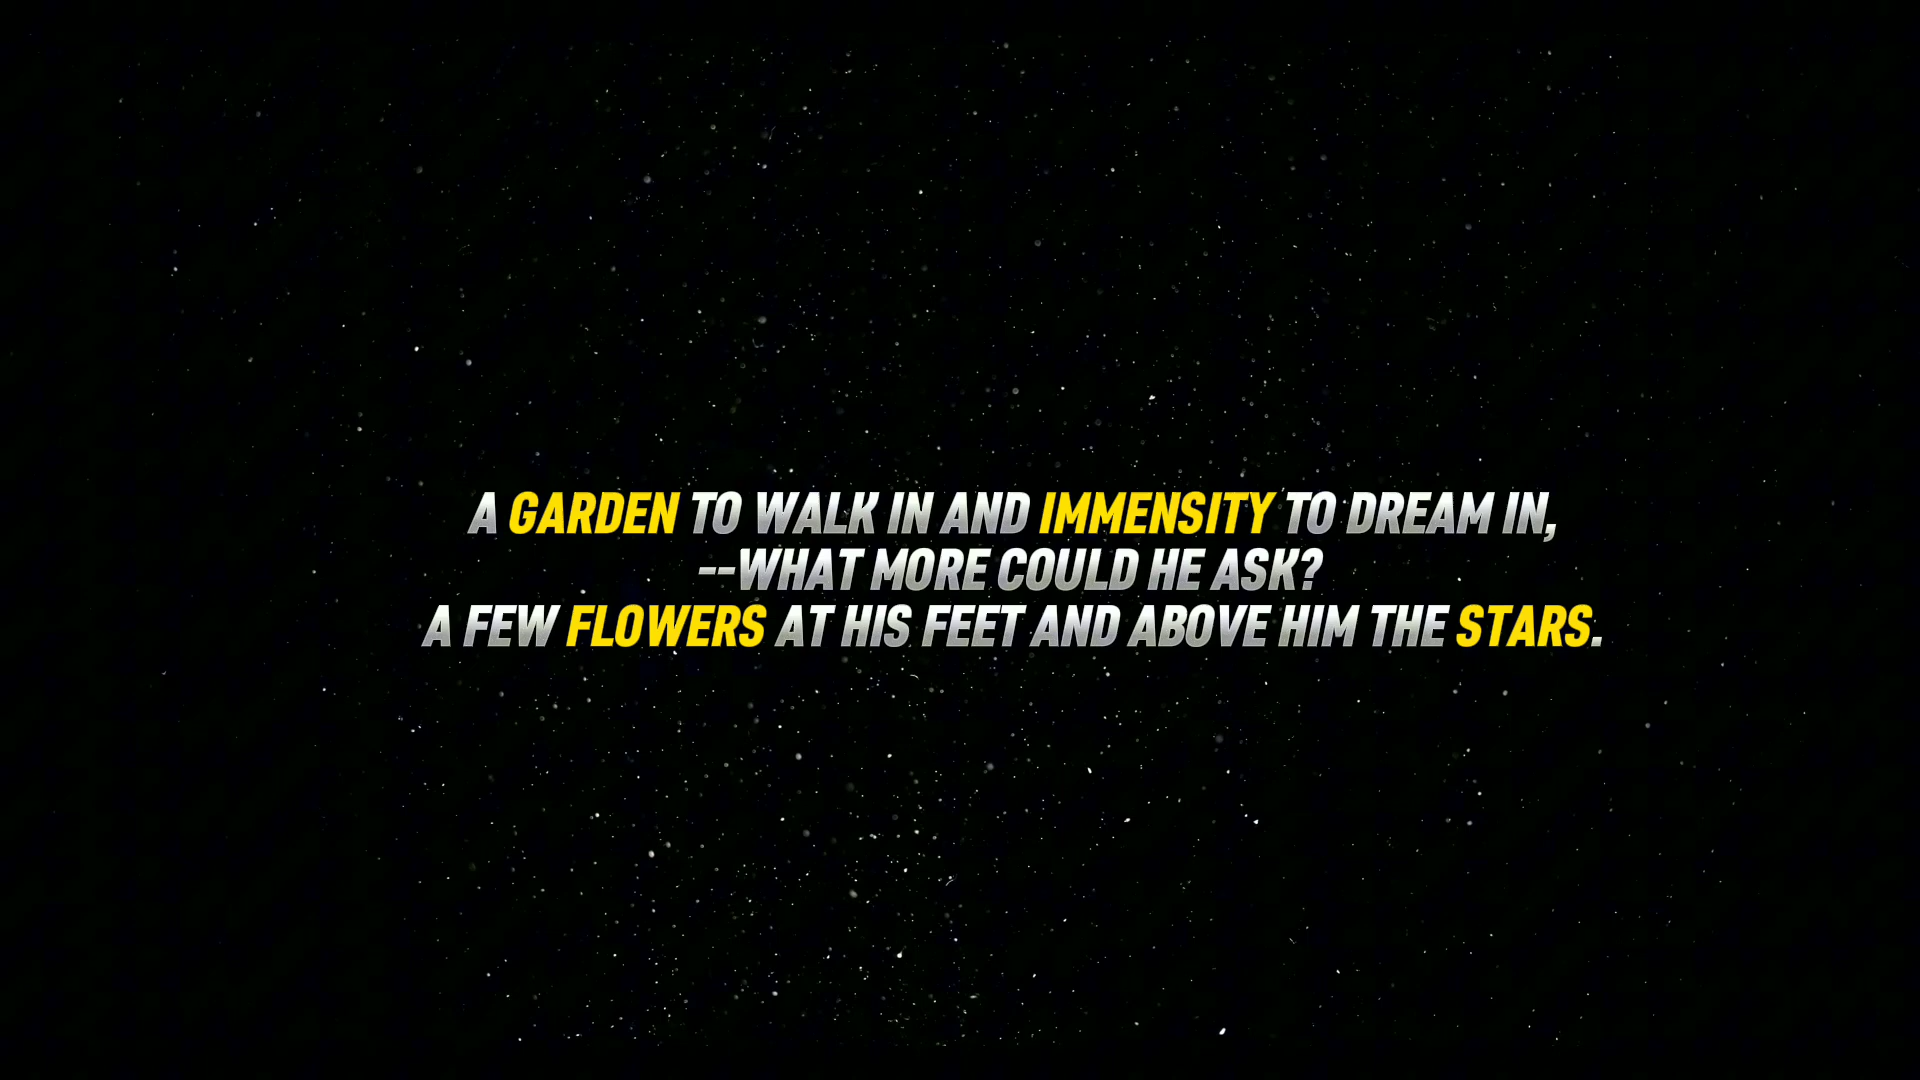 A GARDEN TO WALK IN AND IMMENSITY TO DREAM IN,
--WHAT MORE COULD HE ASK?
A FEW FLOWERS AT HIS FEET AND ABOVE HIM THE STARS.